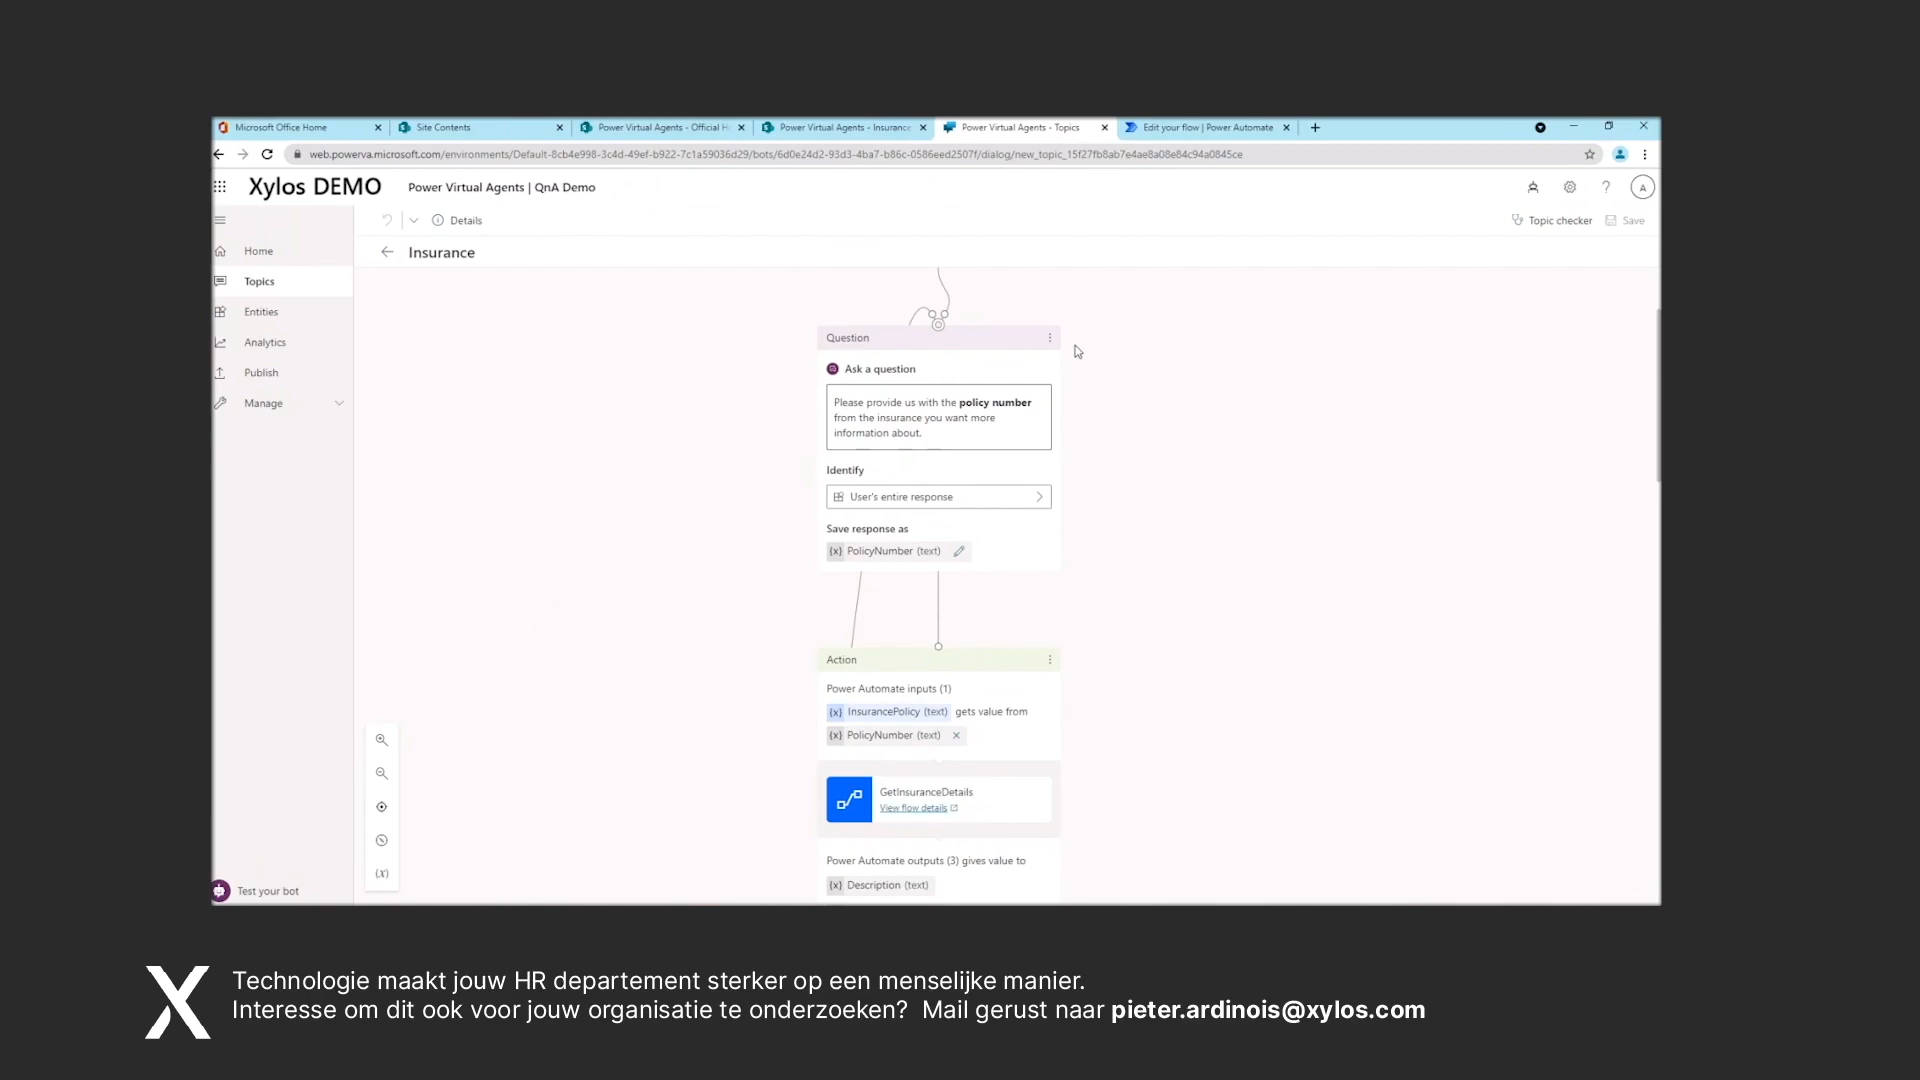 Microsoft Office Home
Site Contents
Power Virtual Agents - Official H
Power Virtual Agents - Insurance
Power Virtual Agents - Topics
Edit your flow | Power Automate
web.powerva.microsoft.com/environments/Default-8cb4e998-3c4d-49ef-b922-7c1a59036d29/bots/6d0e24d2-93d3-4ba7-b86c-0586eed2507f/dialog/new_topic_15f27fb8ab7e4ae8a08e84c94a0845ce
Xylos DEMO
Power Virtual Agents | QnA Demo
A
Details
Topic checker
Save
Insurance
Home
Topics
Entities
Analytics
Publish
Manage
Question
Ask a question
Please provide us with the policy number
from the insurance you want more
information about.
Identify
User's entire response
Save response as
{x} PolicyNumber (text)
Action
Power Automate inputs (1)
{x} InsurancePolicy (text) gets value from
{x} PolicyNumber (text)
GetInsuranceDetails
View flow details
Power Automate outputs (3) gives value to
{x} Description (text)
(x)
Test your bot
X
Technologie maakt jouw HR departement sterker op een menselijke manier.
Interesse om dit ook voor jouw organisatie te onderzoeken? Mail gerust naar pieter.ardinois@xylos.com